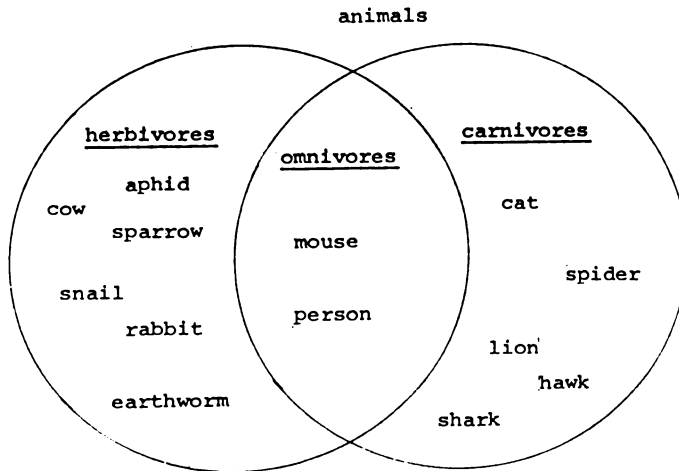 animals
herbivores
aphid
cow
sparrow
snail
rabbit
earthworm
omnivores
mouse
person
carnivores
cat
spider
lion
hawk
shark